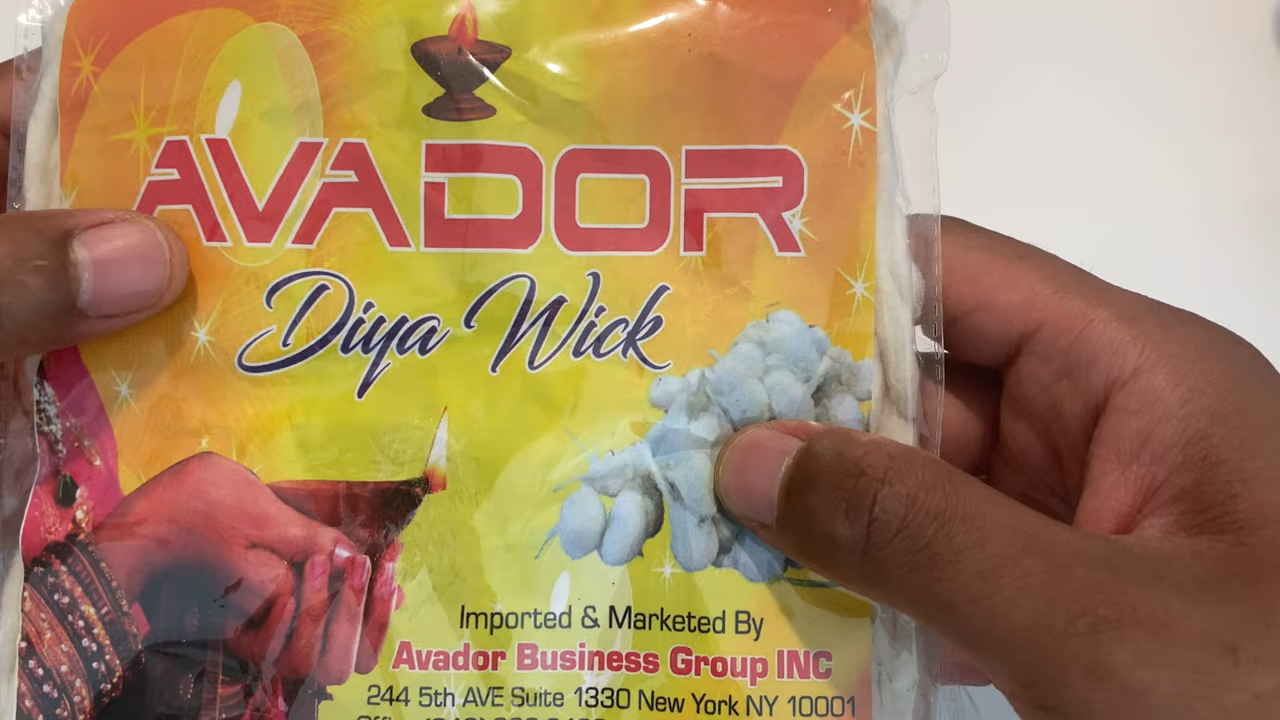 AVADOR
Diya Wick
Imported & Marketed By
Avador Business Group INC
244 5th AVE Suite 1330 New York NY 10001